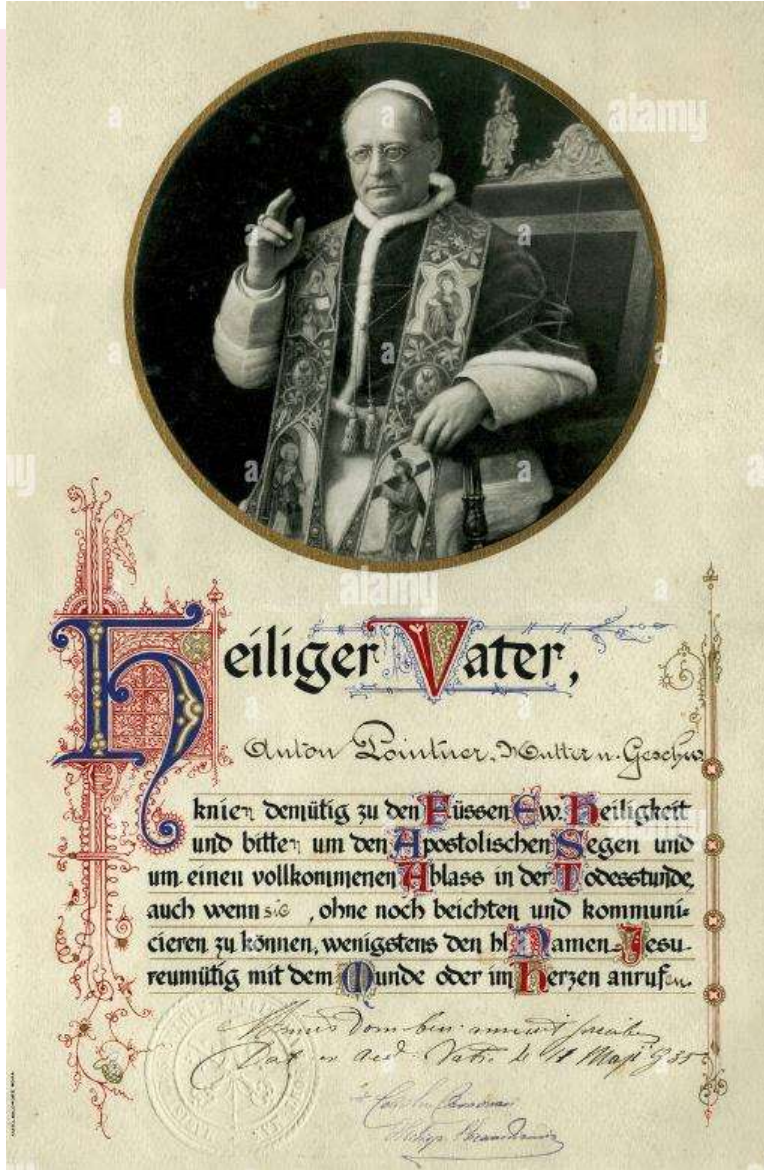 Heiliger Vater,
Anton Pointner, Mutter u. Geschw.
knien demütig zu den Füssen Ew. Heiligkeit
und bitten um den Apostolischen Segen und
um einen vollkommenen Ablass in der Todesstunde,
auch wenn sie , ohne noch beichten und kommuni-
cieren zu können, wenigstens den hl Namen Jesu
reumütig mit dem Munde oder im Herzen anrufen.
alamy
alamy